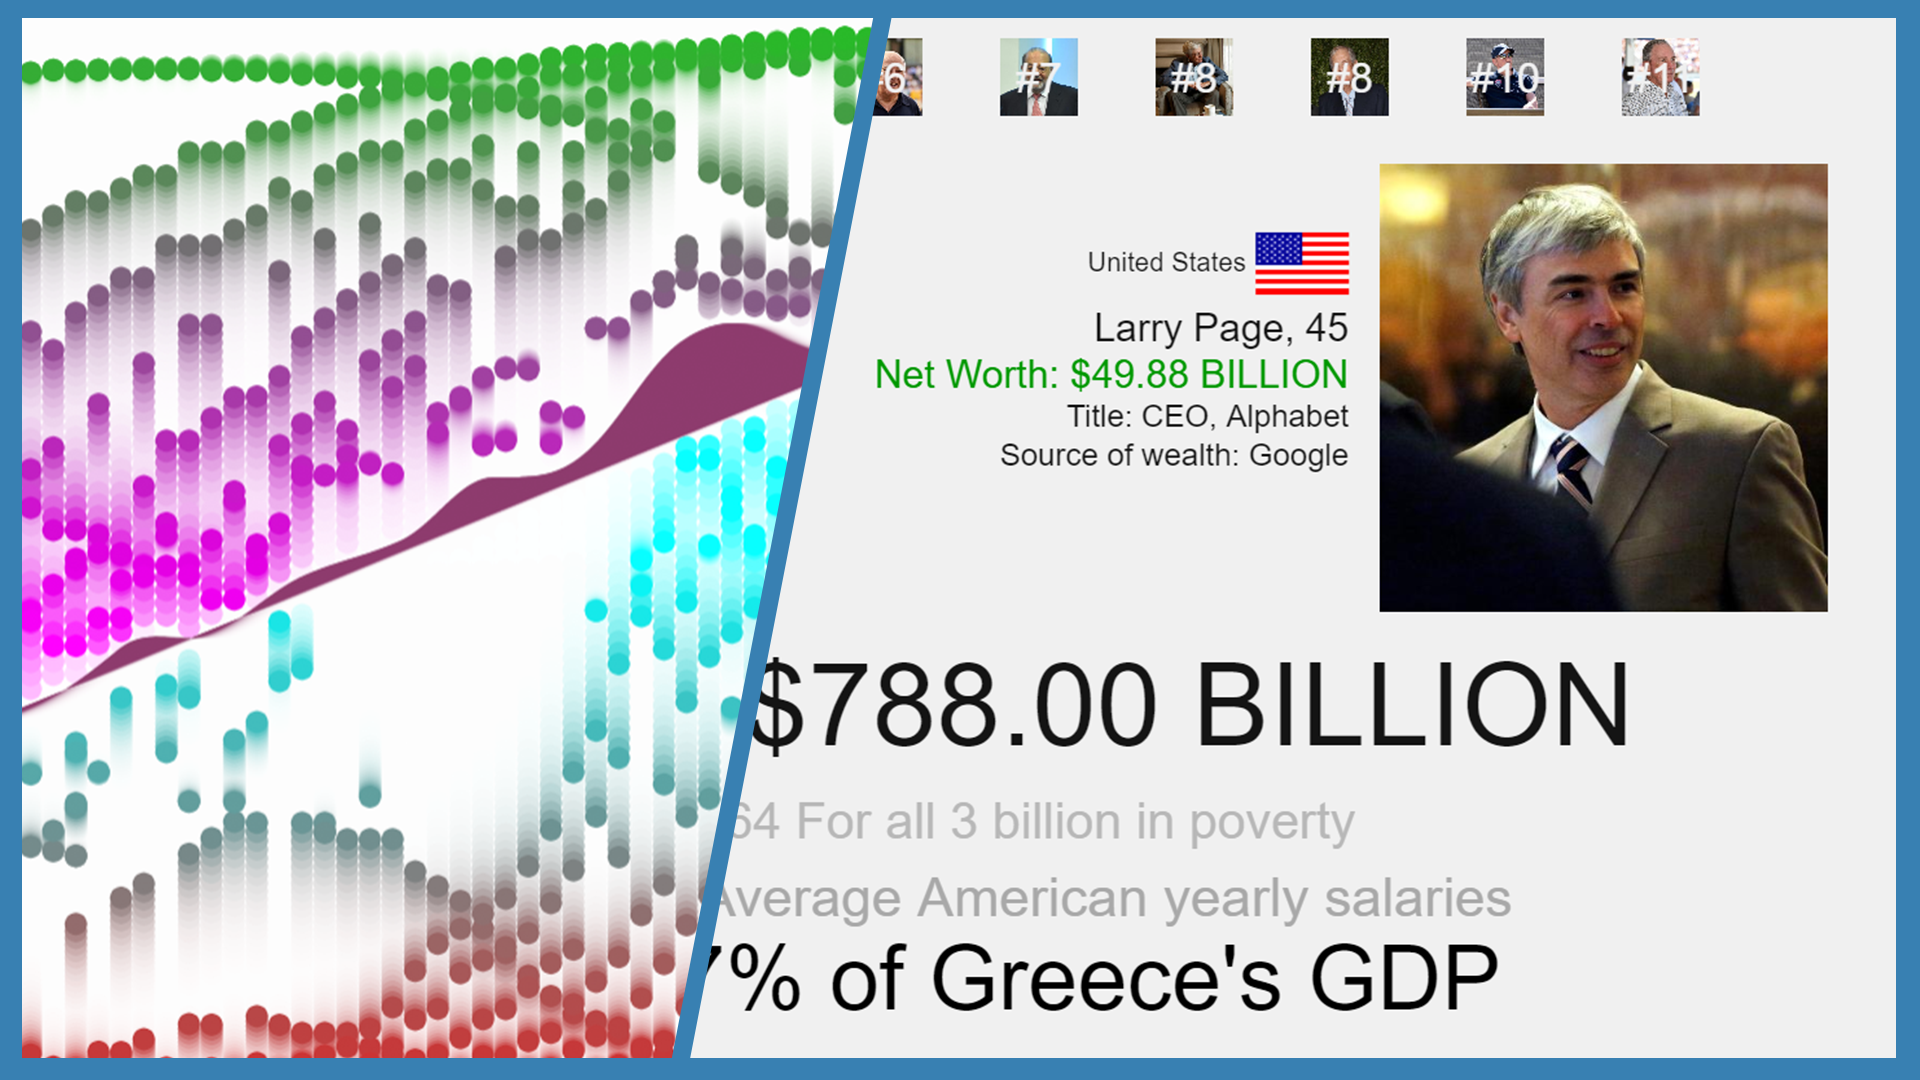 6 #7 #8 #8 #10 #11
United States
Larry Page, 45
Net Worth: $49.88 BILLION
Title: CEO, Alphabet
Source of wealth: Google
$788.00 BILLION
64 For all 3 billion in poverty
Average American yearly salaries
7% of Greece's GDP